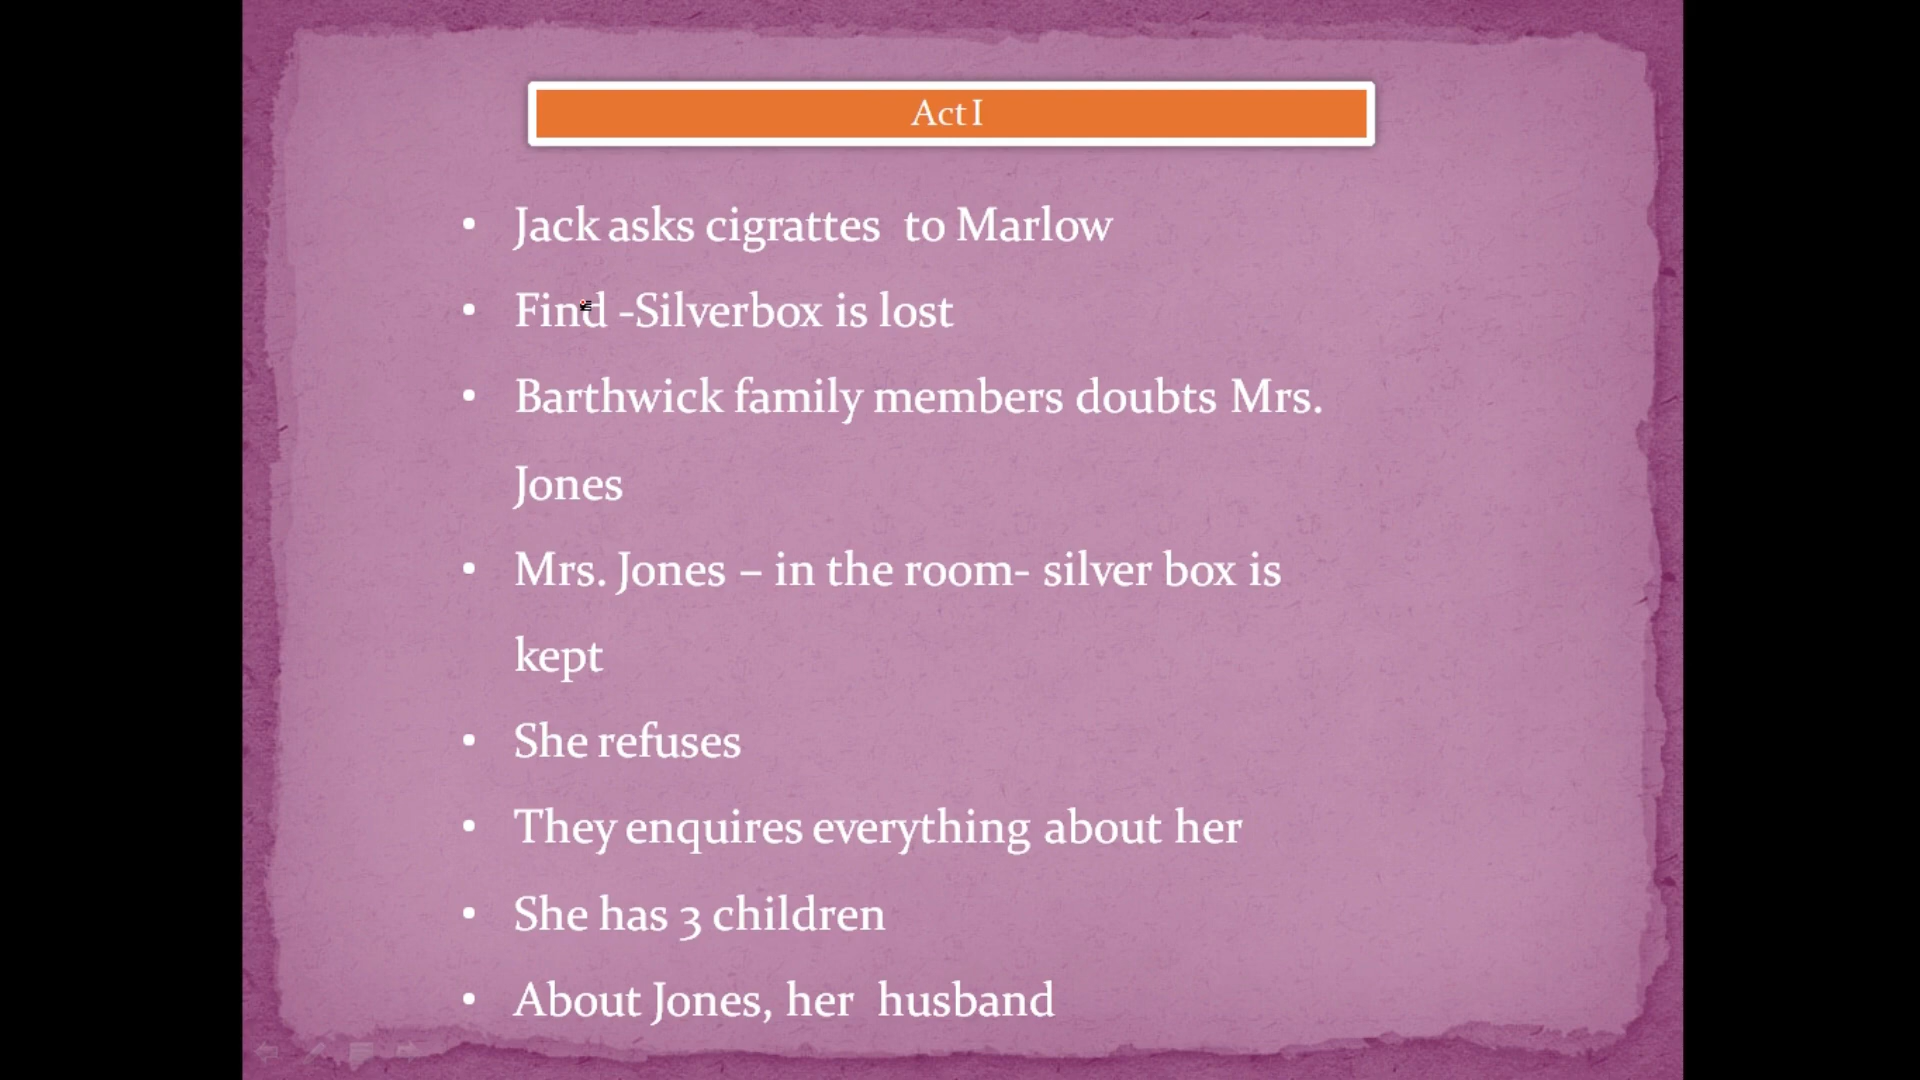 Act I
• Jack asks cigrattes to Marlow
• Find -Silverbox is lost
• Barthwick family members doubts Mrs.
Jones
• Mrs. Jones – in the room- silver box is
kept
• She refuses
• They enquires everything about her
• She has 3 children
• About Jones, her husband